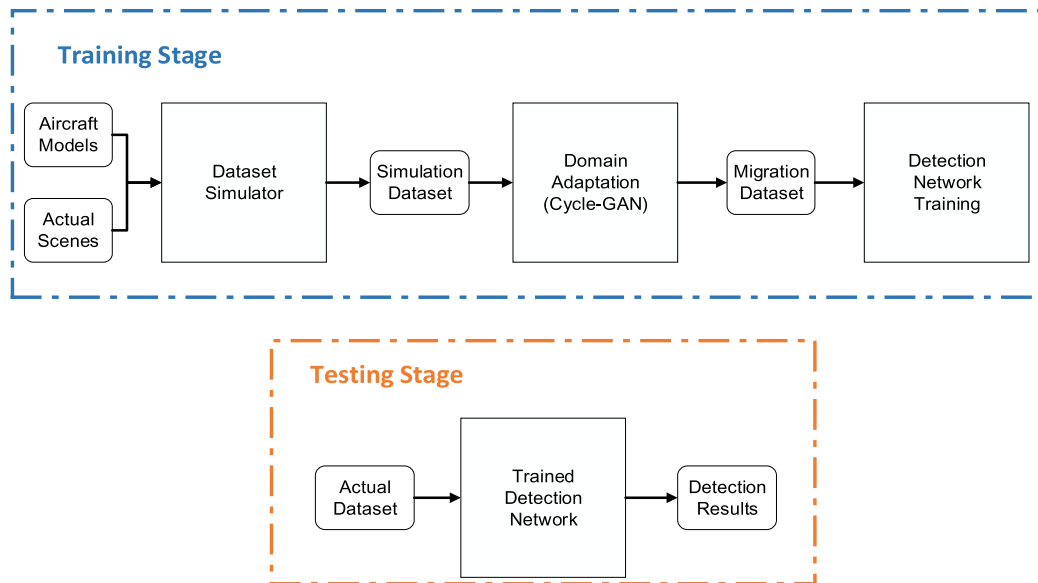 Training Stage
Aircraft
Models
Actual
Scenes
Dataset
Simulator
Simulation
Dataset
Domain
Adaptation
(Cycle-GAN)
Migration
Dataset
Detection
Network
Training
Testing Stage
Actual
Dataset
Trained
Detection
Network
Detection
Results